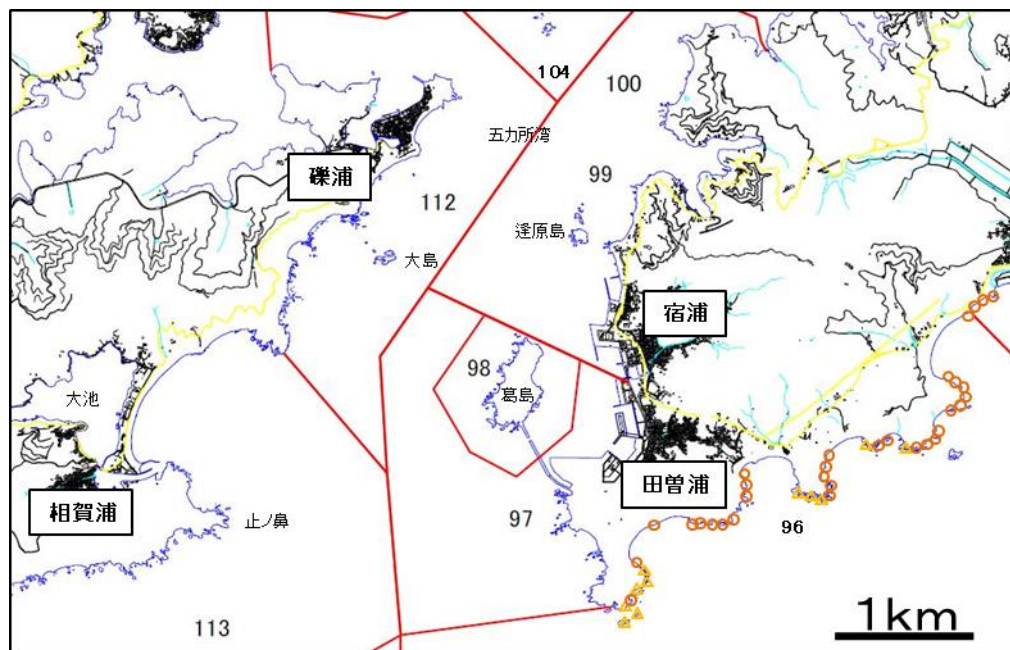 104
100
五カ所湾
礫浦
99
112
逢原島
大島
宿浦
98
葛島
大池
相賀浦
田曽浦
止ノ鼻
97
96
1km
113